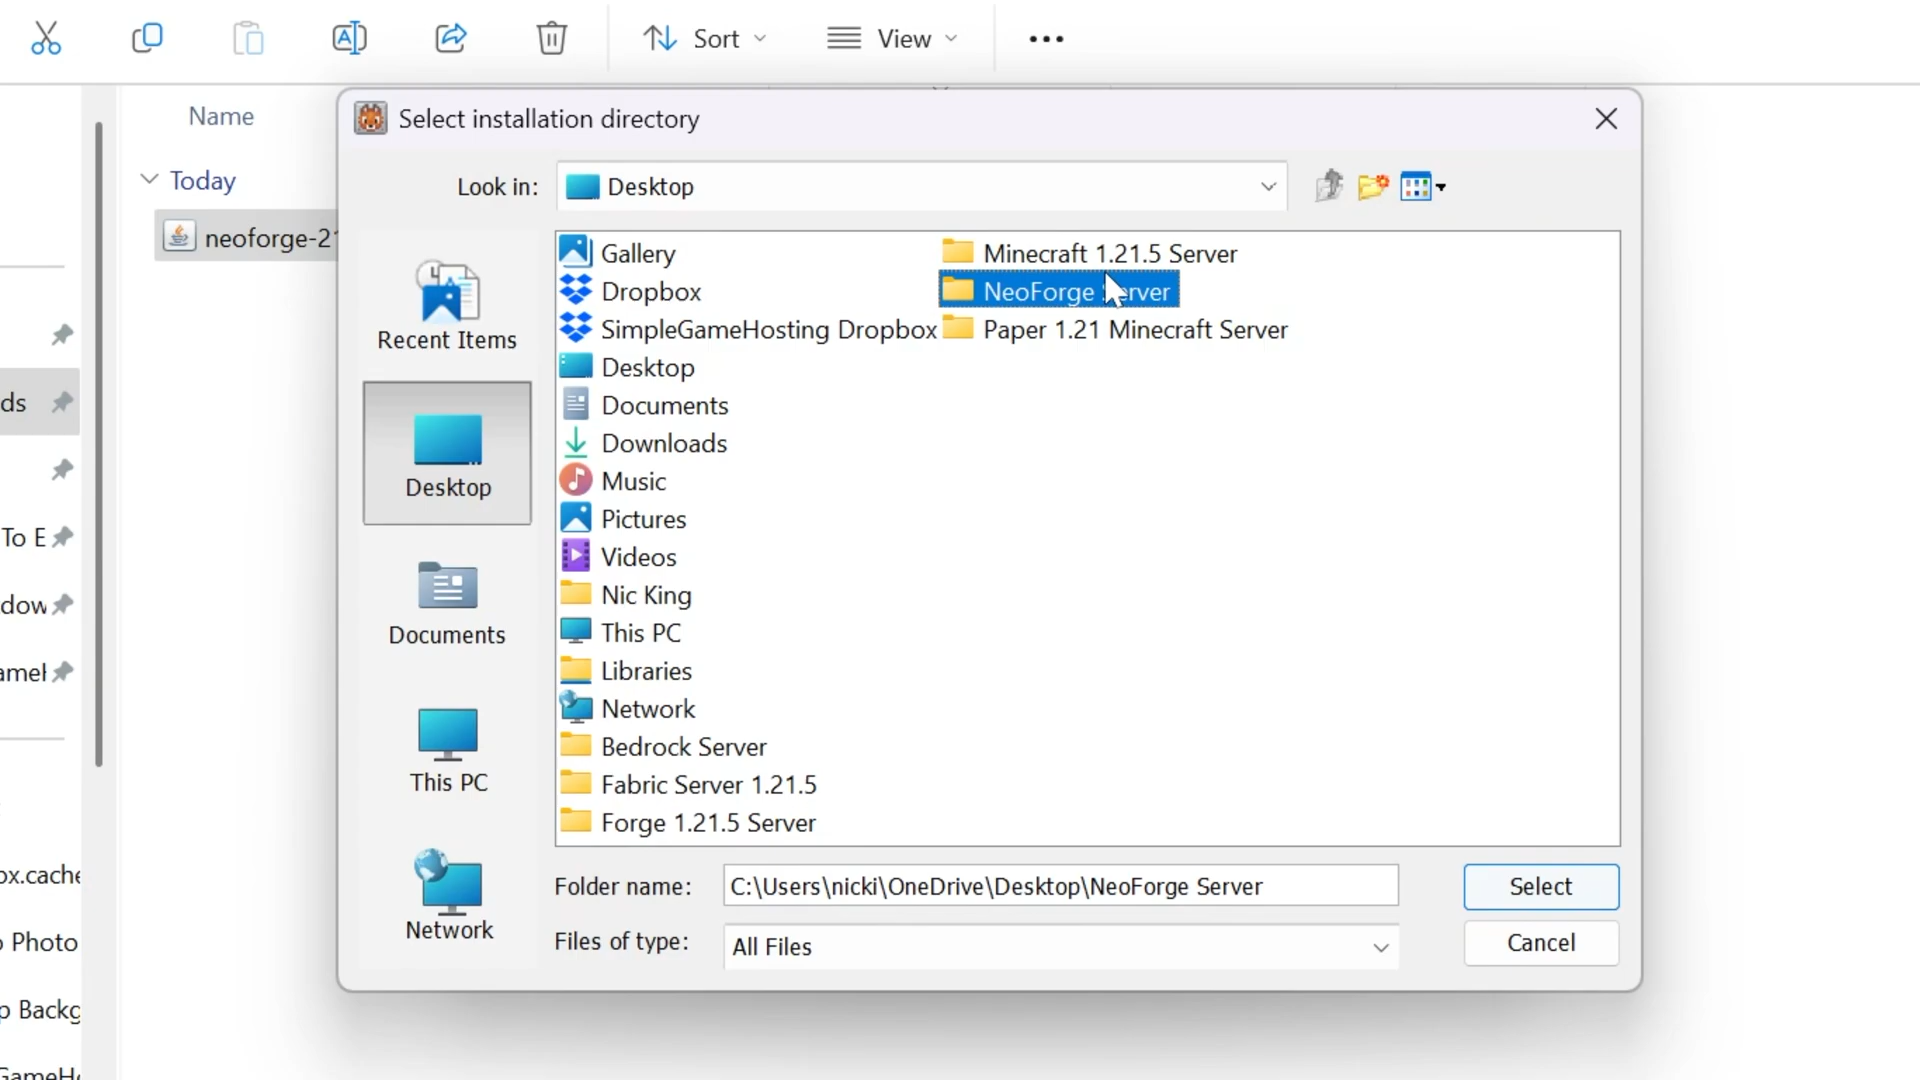 Sort
View
Name
Select installation directory
Today
Look in:
Desktop
neoforge-21
Gallery
Minecraft 1.21.5 Server
Dropbox
NeoForge Server
SimpleGameHosting Dropbox
Paper 1.21 Minecraft Server
Recent Items
Desktop
ds
Documents
Downloads
Desktop
Music
Pictures
To E
Videos
Nic King
dow
Documents
This PC
Libraries
Network
Bedrock Server
This PC
Fabric Server 1.21.5
Forge 1.21.5 Server
ox.cache
Folder name:
C:\Users\nicki\OneDrive\Desktop\NeoForge Server
Select
Network
Photo
Files of type:
All Files
Cancel
p Backg